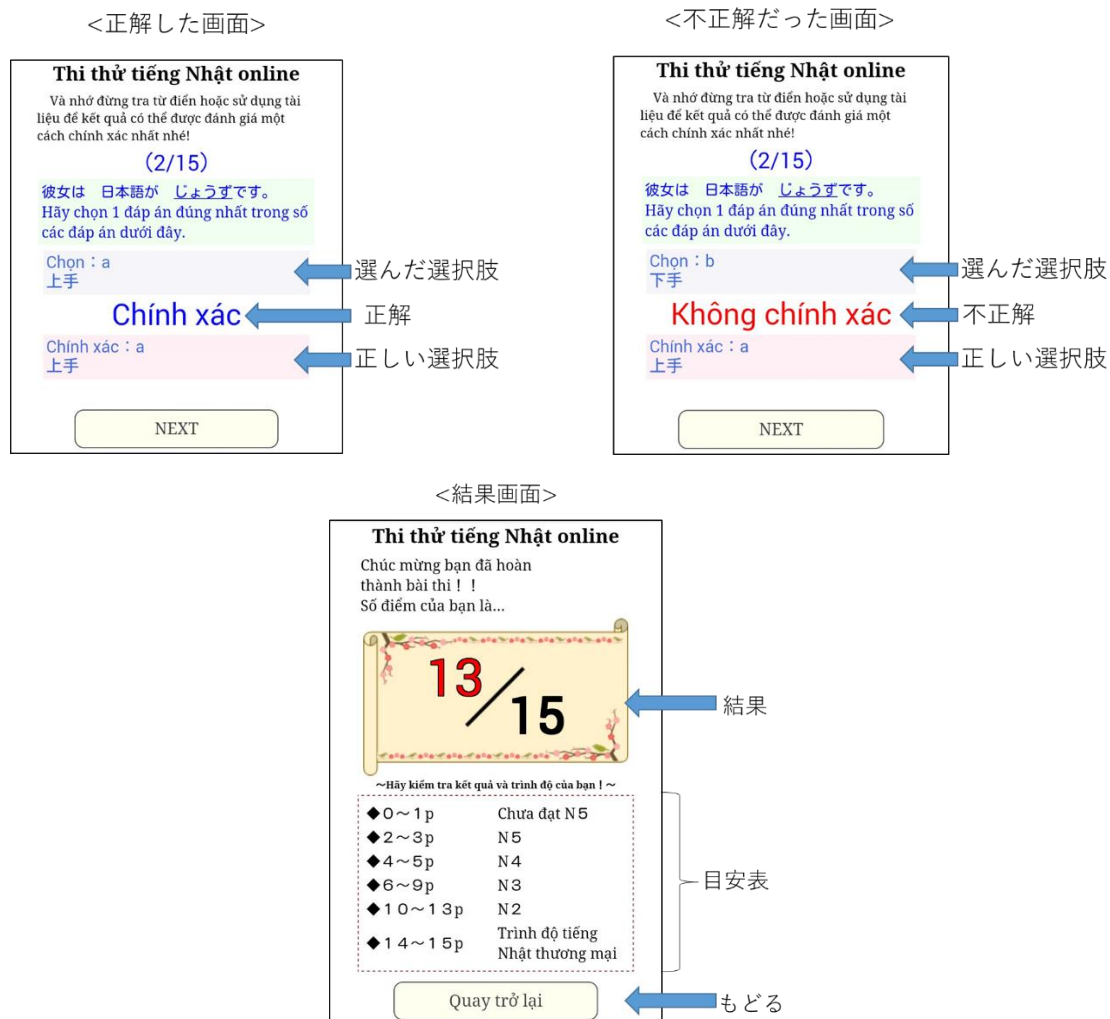 <正解した画面>
Thi thử tiếng Nhật online
Và nhớ đừng tra từ điển hoặc sử dụng tài
liệu để kết quả có thể được đánh giá một
cách chính xác nhất nhé!
(2/15)
彼女は 日本語が じょうずです。
Hãy chọn 1 đáp án đúng nhất trong số
các đáp án dưới đây.
Chọn：a
上手
選んだ選択肢
Chính xác
正解
Chính xác：a
上手
正しい選択肢
NEXT
<不正解だった画面>
Thi thử tiếng Nhật online
Và nhớ đừng tra từ điển hoặc sử dụng tài
liệu để kết quả có thể được đánh giá một
cách chính xác nhất nhé!
(2/15)
彼女は 日本語が じょうずです。
Hãy chọn 1 đáp án đúng nhất trong số
các đáp án dưới đây.
Chọn：b
下手
選んだ選択肢
Không chính xác
不正解
Chính xác：a
上手
正しい選択肢
NEXT
<結果画面>
Thi thử tiếng Nhật online
Chúc mừng bạn đã hoàn
thành bài thi！！
Số điểm của bạn là...
13/15
結果
～Hãy kiểm tra kết quả và trình độ của bạn！～
◆0～1p Chưa đạt N5
◆2～3p N5
◆4～5p N4
◆6～9p N3
◆10～13p N2
◆14～15p Trình độ tiếng
Nhật thương mại
目安表
Quay trở lại
もどる